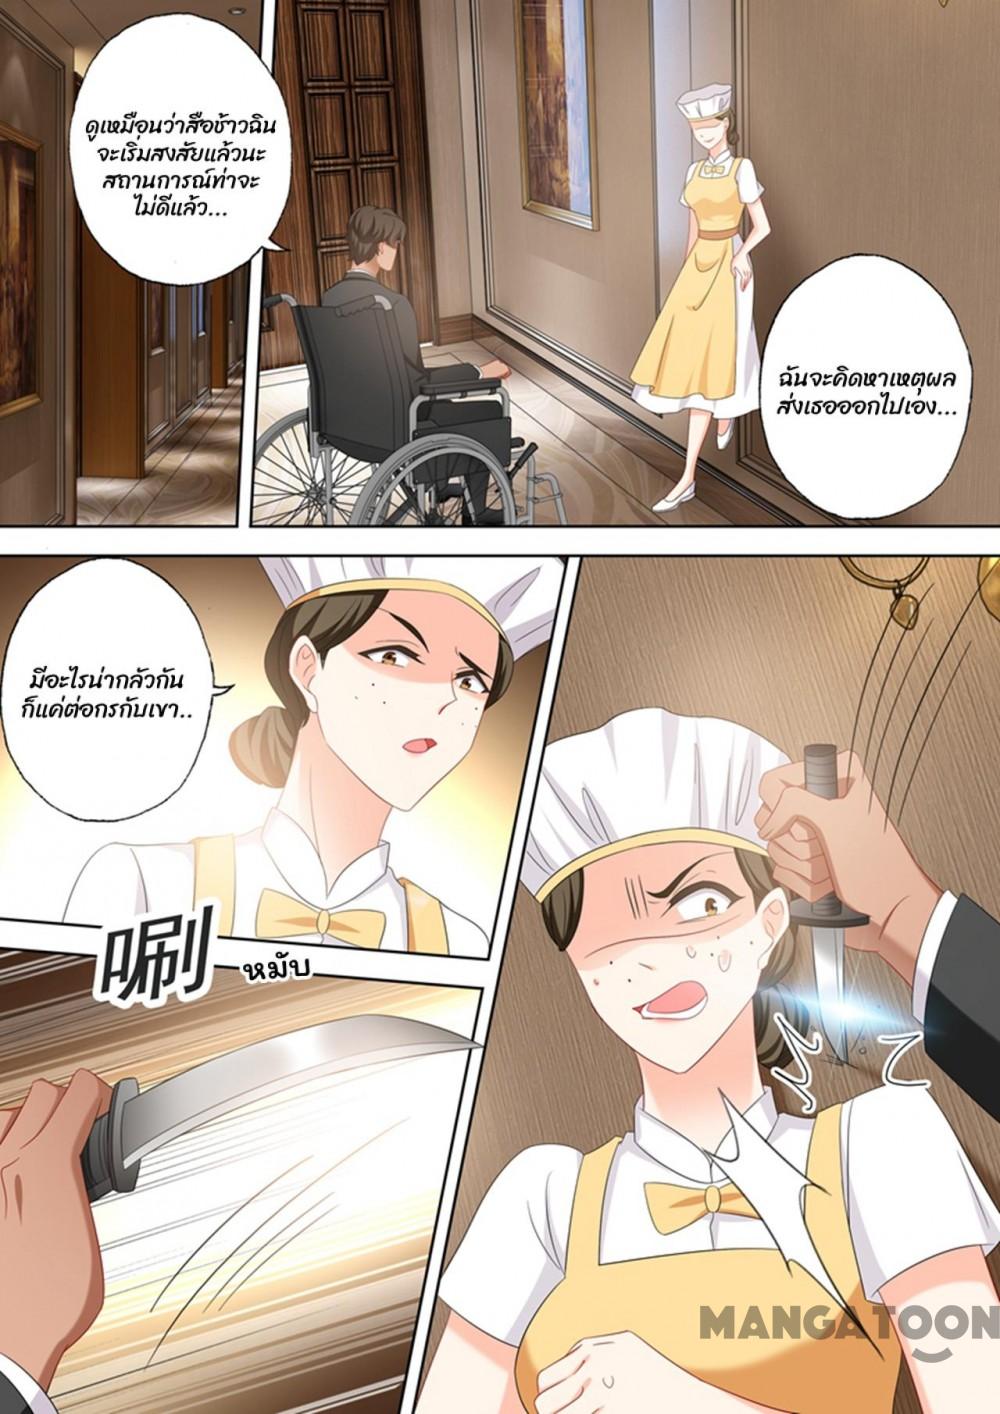 ดูเหมือนว่าสือช้าวฉิน
จะเริ่มสงสัยแล้วนะ
สถานการณ์ท่าจะ
ไม่ดีแล้ว...
ฉันจะคิดหาเหตุผล
ส่งเธอออกไปเอง...
มีอะไรน่ากลัวกัน
ก็แค่ต่อกรกับเขา..
唰
หมับ
MANGATOON